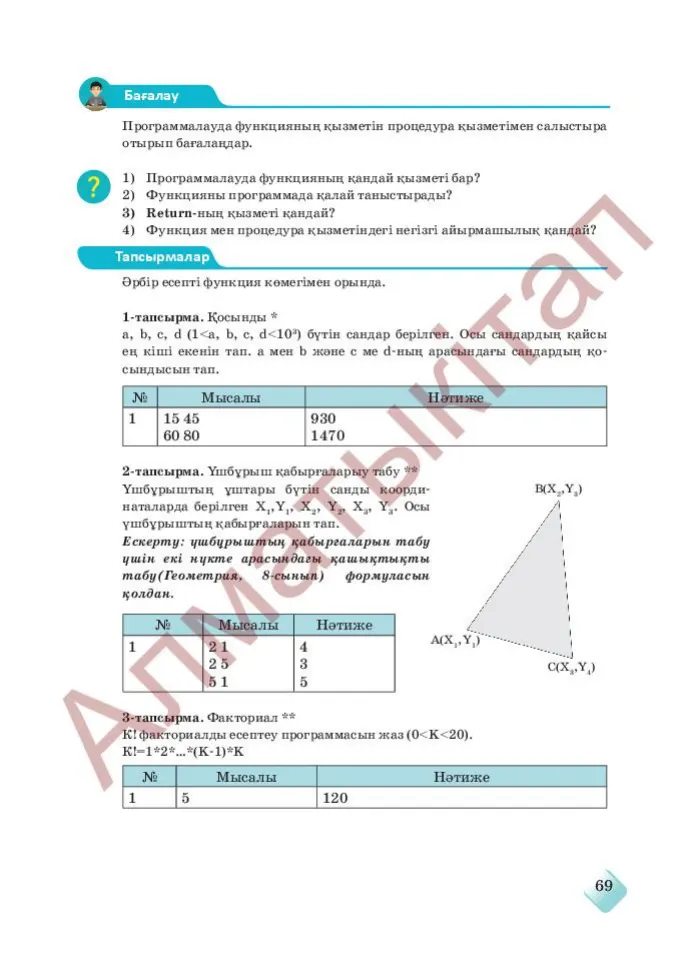 Бағалау
Программалауда функцияның қызметін процедура қызметімен салыстыра
отырып бағалаңдар.
?
1) Программалауда функцияның қандай қызметі бар?
2) Функцияны программада қалай таныстырады?
3) Return-ның қызметі қандай?
4) Функция мен процедура қызметіндегі негізгі айырмашылық қандай?
Тапсырмалар
Әрбір есепті функция көмегімен орында.
1-тапсырма. Қосынды *
a, b, c, d (1<a, b, c, d<10³) бүтін сандар берілген. Осы сандардың қайсы
ең кіші екенін тап. a мен b және c ме d-ның арасындағы сандардың қо-
сындысын тап.
№ Мысалы Нәтиже
1 15 45 930
60 80 1470
2-тапсырма. Үшбұрыш қабырғаларыу табу **
Үшбұрыштың ұштары бүтін санды коорди-
наталарда берілген X₁,Y₁, X₂, Y₂, X₃, Y₃. Осы
үшбұрыштың қабырғаларын тап.
Ескерту: үшбұрыштың қабырғаларын табу
үшін екі нүкте арасындағы қашықтықты
табу(Геометрия, 8-сынып) формуласын
қолдан.
B(X₂,Y₃)
A(X₁,Y₁)
C(X₃,Y₄)
№ Мысалы Нәтиже
1 2 1 4
2 5 3
5 1 5
3-тапсырма. Факториал **
К! факториалды есептеу программасын жаз (0<K<20).
К!=1*2*...*(K-1)*K
№ Мысалы Нәтиже
1 5 120
69
Алматыкітап